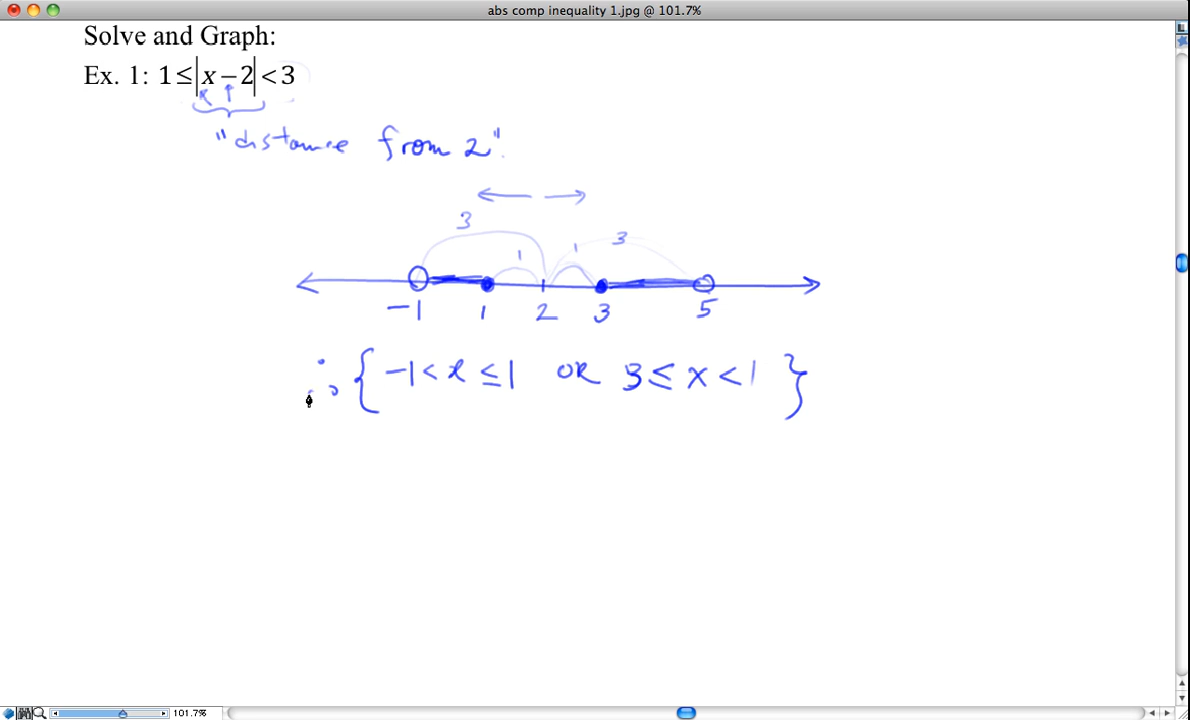 abs comp inequality 1.jpg @ 101.7%
Solve and Graph:
Ex. 1: 1 ≤ |x − 2| < 3
"distance from 2"
3
3
1
1
−1 1 2 3 5
∴ { −1 < x ≤ 1 OR 3 ≤ x < 1 }
101.7%